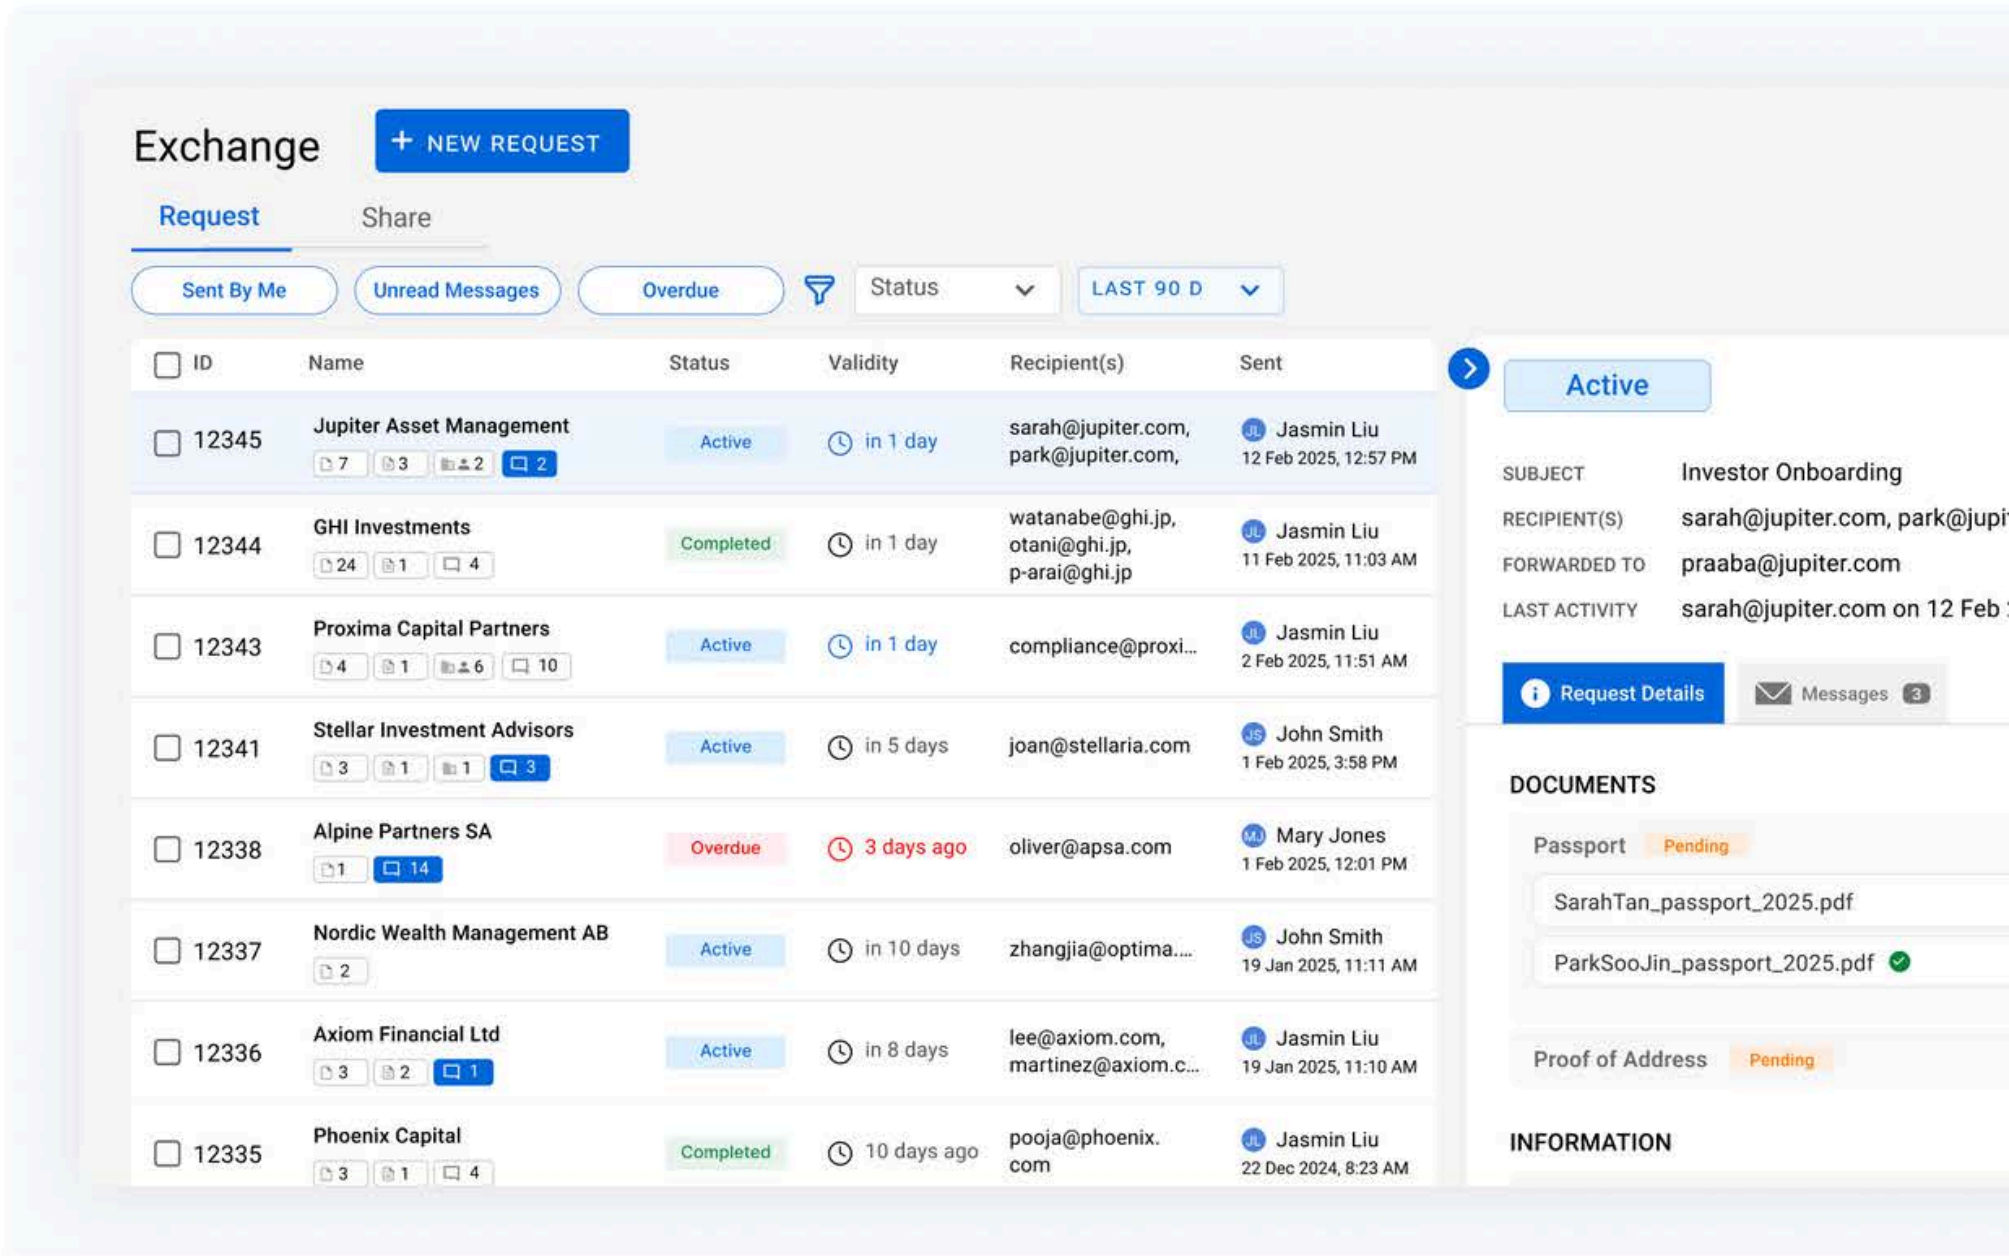 Exchange
+ NEW REQUEST
Request Share
Sent By Me Unread Messages Overdue Status LAST 90 D
ID Name Status Validity Recipient(s) Sent
12345 Jupiter Asset Management Active in 1 day sarah@jupiter.com, JL Jasmin Liu
7 3 2 2 park@jupiter.com, 12 Feb 2025, 12:57 PM
12344 GHI Investments Completed in 1 day watanabe@ghi.jp, JL Jasmin Liu
24 1 4 otani@ghi.jp, 11 Feb 2025, 11:03 AM
p-arai@ghi.jp
12343 Proxima Capital Partners Active in 1 day compliance@proxi... JL Jasmin Liu
4 1 6 10 2 Feb 2025, 11:51 AM
12341 Stellar Investment Advisors Active in 5 days joan@stellaria.com JS John Smith
3 1 1 3 1 Feb 2025, 3:58 PM
12338 Alpine Partners SA Overdue 3 days ago oliver@apsa.com MJ Mary Jones
1 14 1 Feb 2025, 12:01 PM
12337 Nordic Wealth Management AB Active in 10 days zhangjia@optima.... JS John Smith
2 19 Jan 2025, 11:11 AM
12336 Axiom Financial Ltd Active in 8 days lee@axiom.com, JL Jasmin Liu
3 2 1 martinez@axiom.c... 19 Jan 2025, 11:10 AM
12335 Phoenix Capital Completed 10 days ago pooja@phoenix. JL Jasmin Liu
3 1 4 com 22 Dec 2024, 8:23 AM
Active
SUBJECT Investor Onboarding
RECIPIENT(S) sarah@jupiter.com, park@jupi
FORWARDED TO praaba@jupiter.com
LAST ACTIVITY sarah@jupiter.com on 12 Feb
Request Details Messages 3
DOCUMENTS
Passport Pending
SarahTan_passport_2025.pdf
ParkSooJin_passport_2025.pdf
Proof of Address Pending
INFORMATION